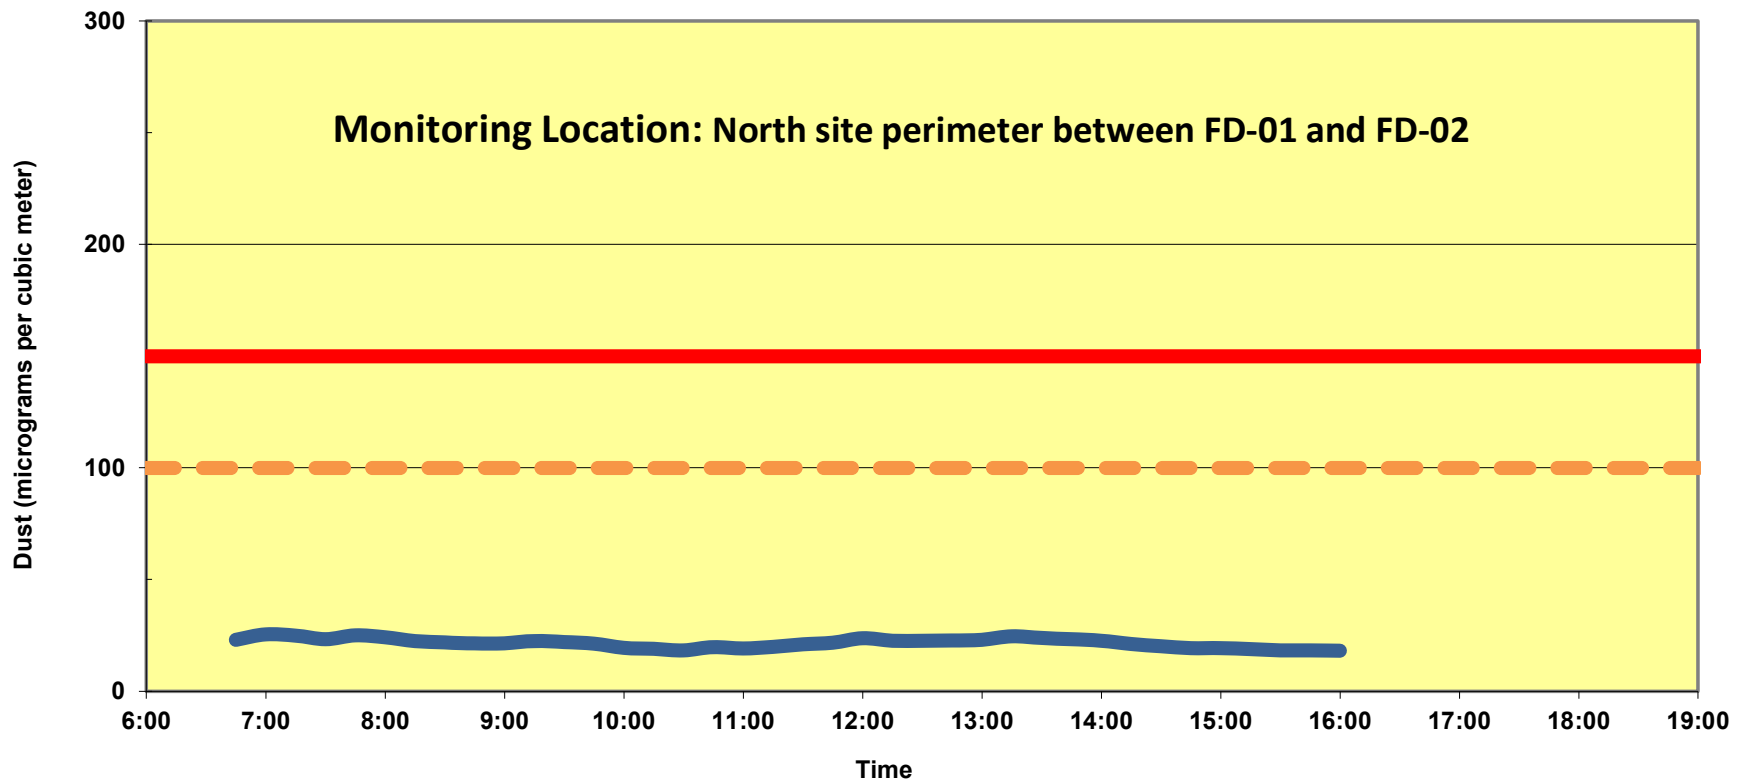 Monitoring Location: North site perimeter between FD-01 and FD-02
Dust (micrograms per cubic meter)
300
200
100
0
6:00 7:00 8:00 9:00 10:00 11:00 12:00 13:00 14:00 15:00 16:00 17:00 18:00 19:00
Time